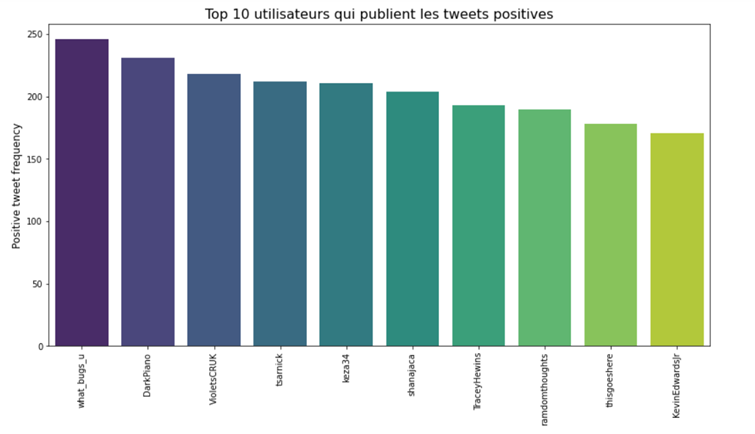 Top 10 utilisateurs qui publient les tweets positives
Positive tweet frequency
250
200
150
100
50
0
what_bugs_u
DarkPiano
VioletsCRUK
tsarnick
keza34
shanajaca
TraceyHewins
ramdomthoughts
thisgoeshere
KevinEdwardsJr